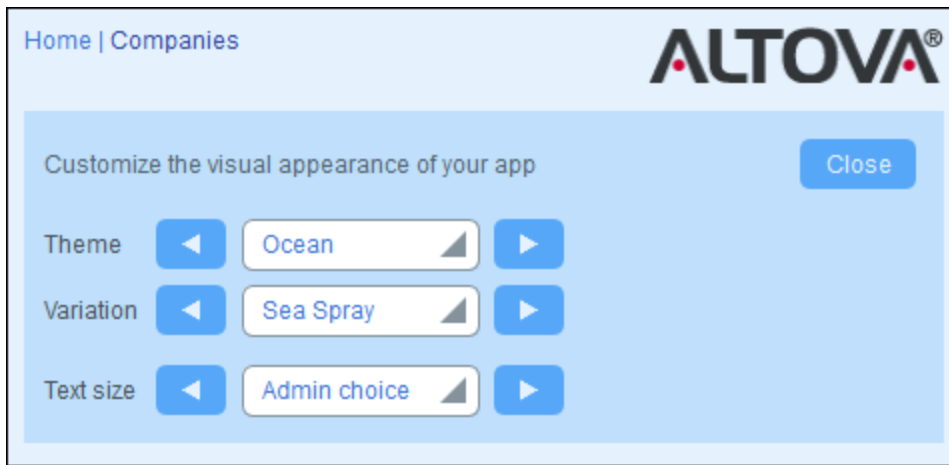 Home | Companies
ALTOVA®
Customize the visual appearance of your app
Close
Theme
Ocean
Variation
Sea Spray
Text size
Admin choice